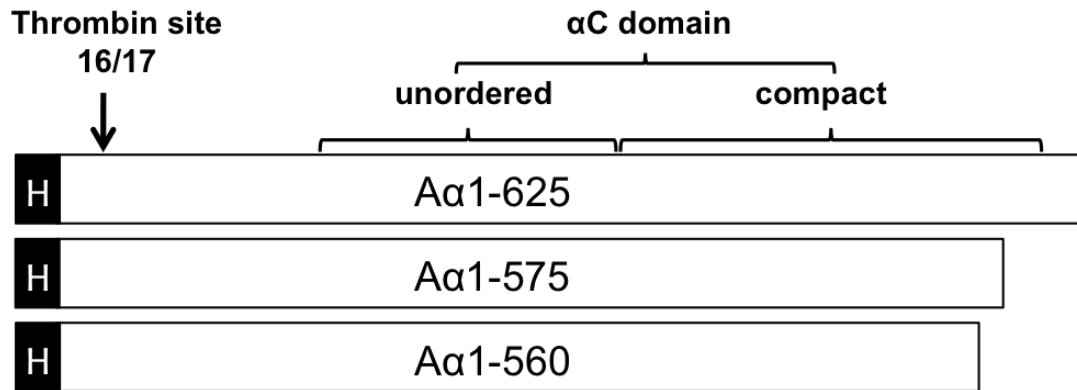 Thrombin site
16/17
αC domain
unordered
compact
H
Aα1-625
H
Aα1-575
H
Aα1-560